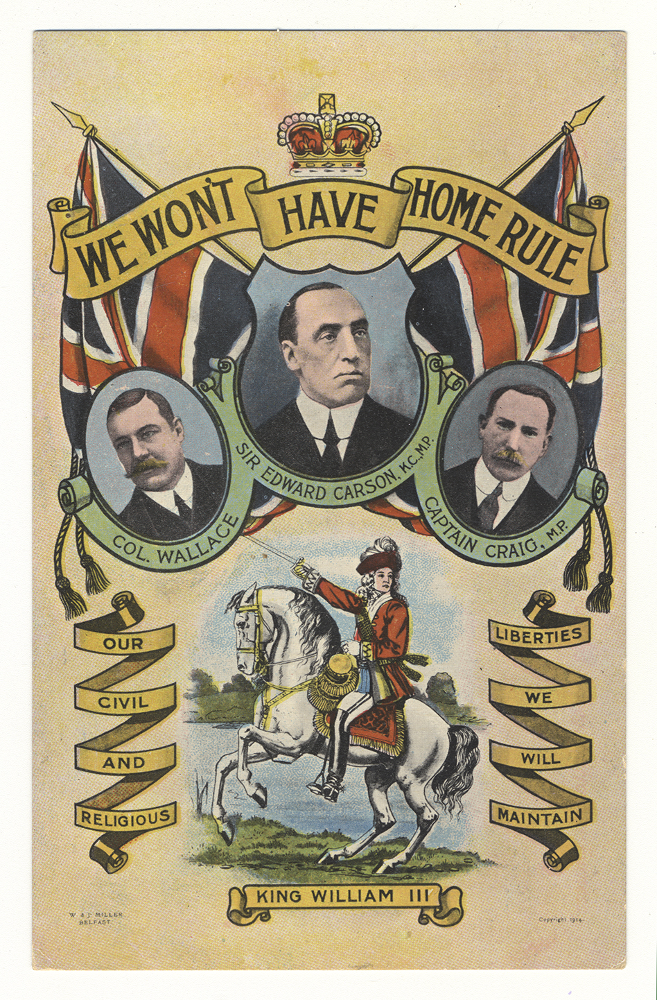 WE WON'T HAVE HOME RULE
SIR EDWARD CARSON, K.C., M.P.
COL. WALLACE
CAPTAIN CRAIG, M.P.
OUR
CIVIL
AND
RELIGIOUS
LIBERTIES
WE
WILL
MAINTAIN
KING WILLIAM III
W & J. MILLER
BELFAST.
Copyright 1914.